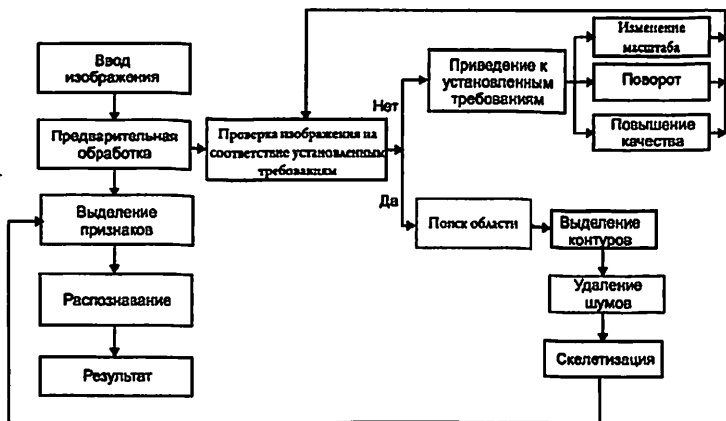 Ввод
изображения
Предварительная
обработка
Выделение
признаков
Распознавание
Результат
Проверка изображения на
соответствие установленным
требованиям
Нет
Да
Приведение к
установленным
требованиям
Изменение
масштаба
Поворот
Повышение
качества
Поиск области
Выделение
контуров
Удаление
шумов
Скелетизация